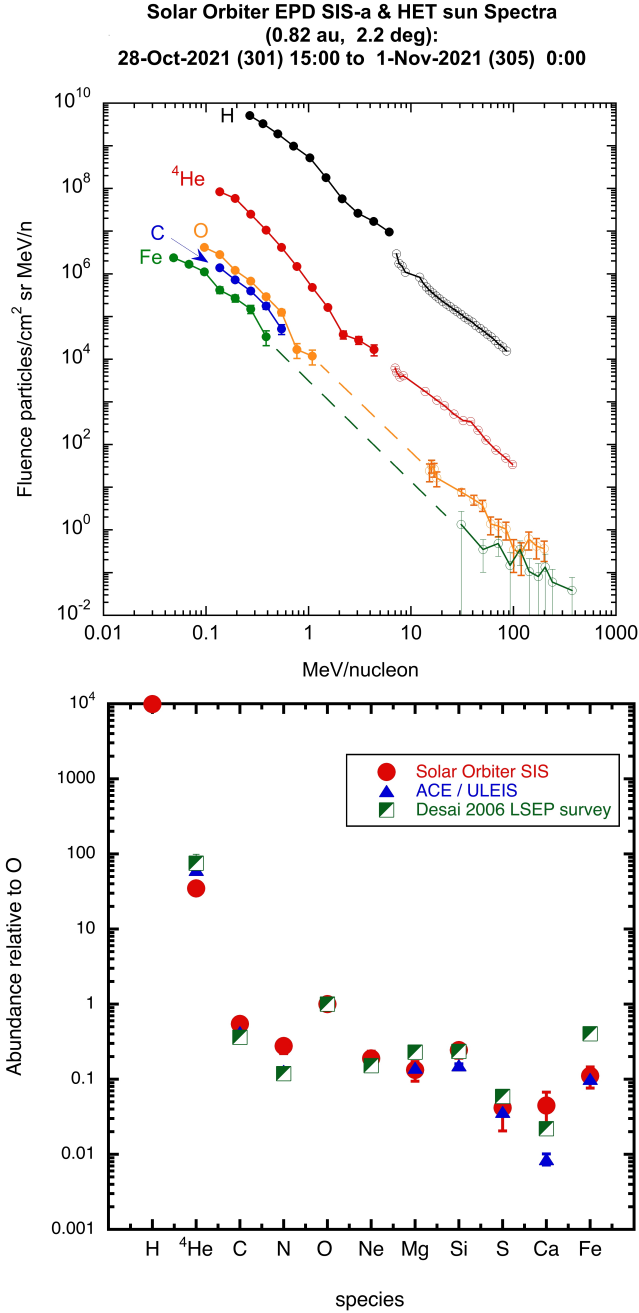 Solar Orbiter EPD SIS-a & HET sun Spectra
(0.82 au, 2.2 deg):
28-Oct-2021 (301) 15:00 to 1-Nov-2021 (305) 0:00
10^10
10^8
10^6
10^4
10^2
10^0
10^-2
Fluence particles/cm^2 sr MeV/n
H
^4He
O
C
Fe
0.01
0.1
1
10
100
1000
MeV/nucleon
10^4
1000
100
10
1
0.1
0.01
0.001
Abundance relative to O
Solar Orbiter SIS
ACE / ULEIS
Desai 2006 LSEP survey
H
^4He
C
N
O
Ne
Mg
Si
S
Ca
Fe
species